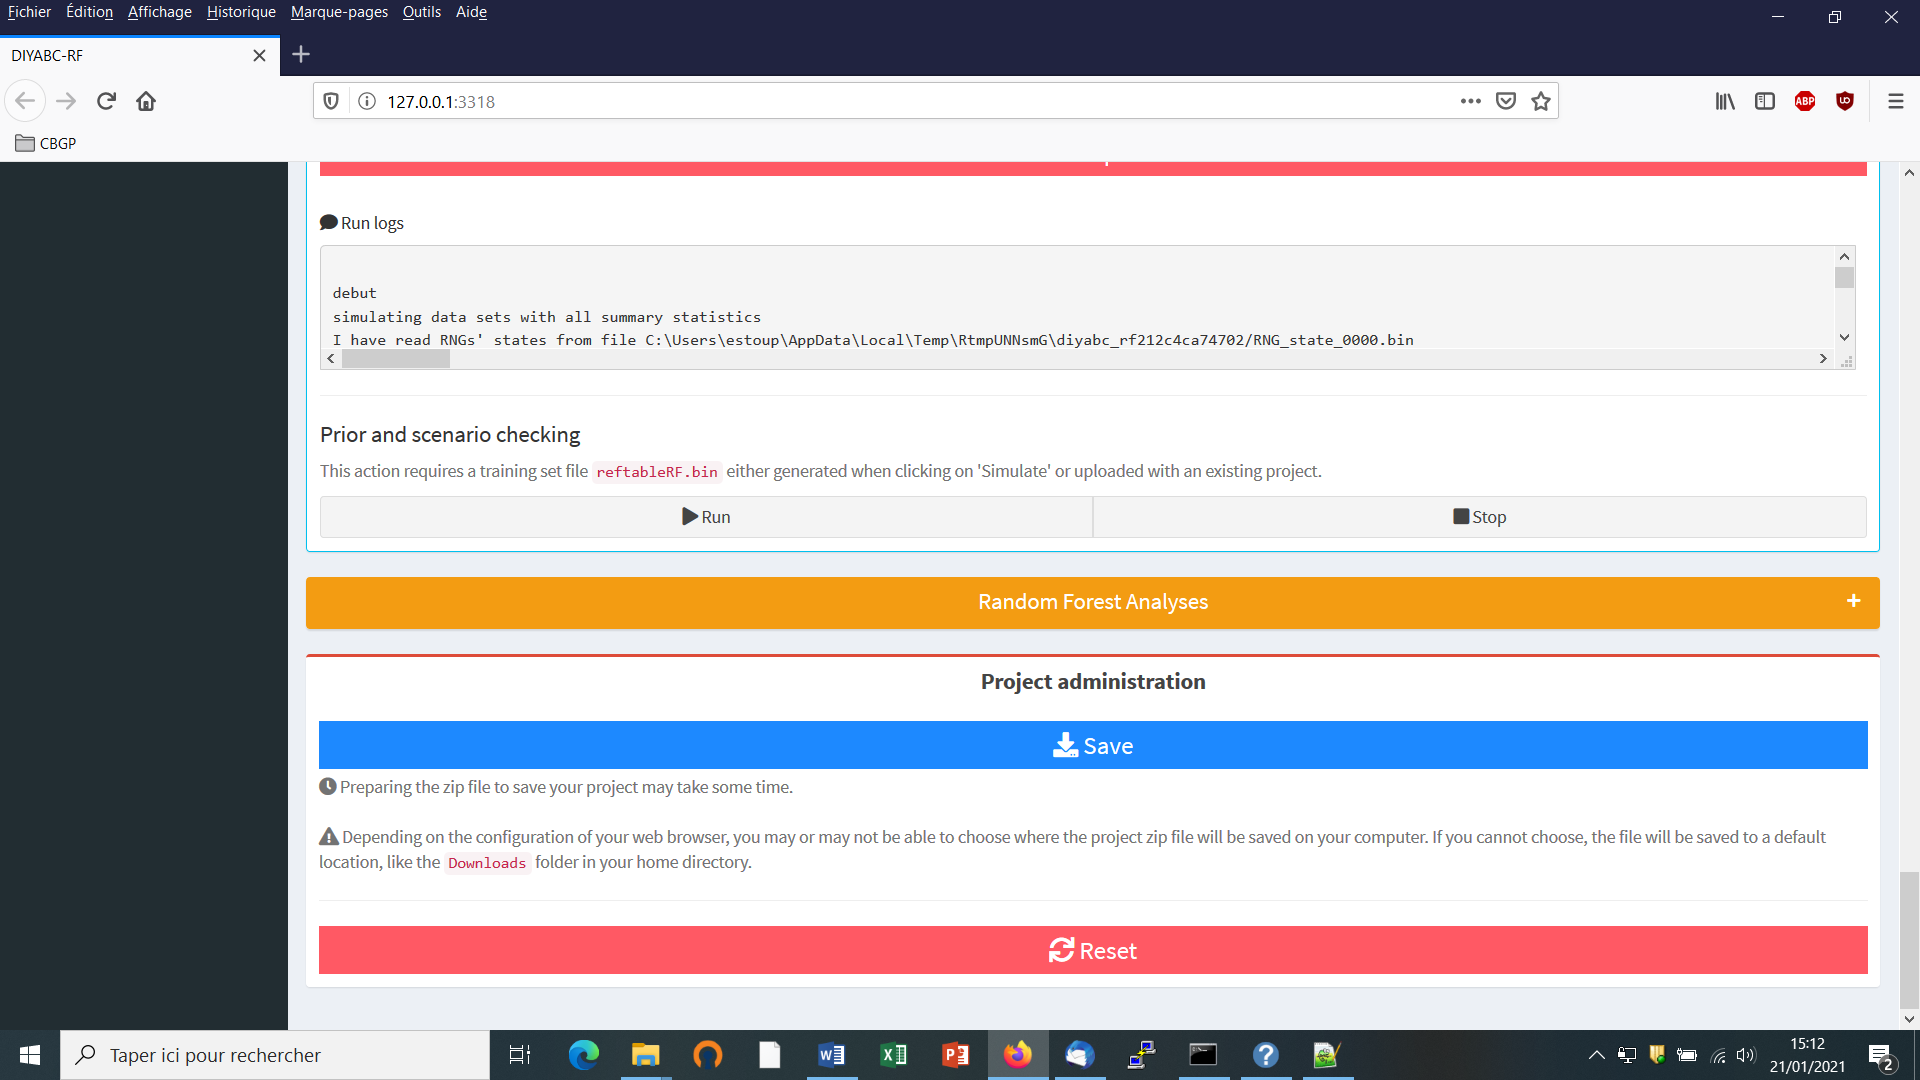 Fichier Édition Affichage Historique Marque-pages Outils Aide
DIYABC-RF
127.0.0.1:3318
ABP
CBGP
Run logs
debut
simulating data sets with all summary statistics
I have read RNGs' states from file C:\Users\estoup\AppData\Local\Temp\RtmpUNNsmG\diyabc_rf212c4ca74702/RNG_state_0000.bin
Prior and scenario checking
This action requires a training set file reftableRF.bin either generated when clicking on 'Simulate' or uploaded with an existing project.
Run
Stop
Random Forest Analyses
Project administration
Save
Preparing the zip file to save your project may take some time.
Depending on the configuration of your web browser, you may or may not be able to choose where the project zip file will be saved on your computer. If you cannot choose, the file will be saved to a default
location, like the Downloads folder in your home directory.
Reset
Taper ici pour rechercher
15:12
21/01/2021
2